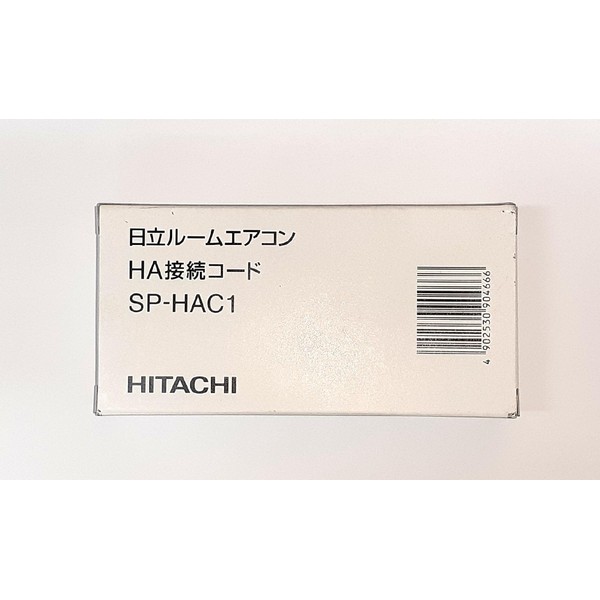 日立ルームエアコン
HA接続コード
SP-HAC1
HITACHI
4 902530 904666